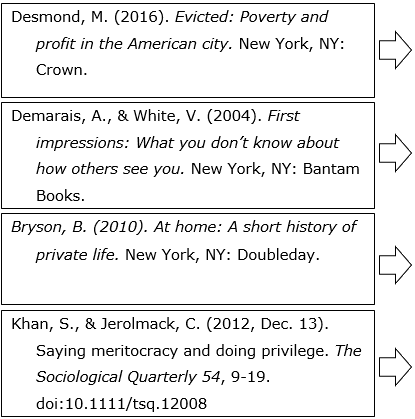 Desmond, M. (2016). Evicted: Poverty and
profit in the American city. New York, NY:
Crown.
Demarais, A., & White, V. (2004). First
impressions: What you don’t know about
how others see you. New York, NY: Bantam
Books.
Bryson, B. (2010). At home: A short history of
private life. New York, NY: Doubleday.
Khan, S., & Jerolmack, C. (2012, Dec. 13).
Saying meritocracy and doing privilege. The
Sociological Quarterly 54, 9-19.
doi:10.1111/tsq.12008